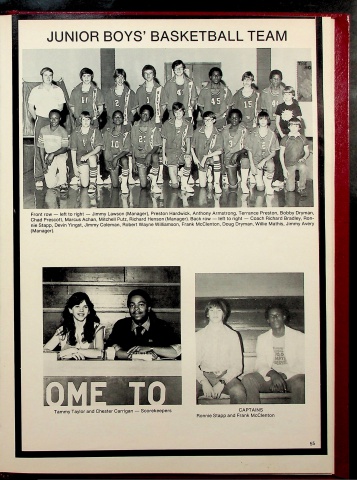 JUNIOR BOYS' BASKETBALL TEAM
45
15
Front row — left to right — Jimmy Lawson (Manager), Preston Hardwick, Anthony Armstrong, Terrance Preston, Bobby Dryman,
Chad Prescott, Marcus Ashan, Mitchell Putz, Richard Henson (Manager). Back row — left to right — Coach Richard Bradley, Ron-
nie Stapp, Devin Yingst, Jimmy Coleman, Robert Wayne Williamson, Frank McClenton, Doug Dryman, Willie Mathis, Jimmy Avery
(Manager).
OME TO
Tammy Taylor and Chester Carrigan — Scorekeepers
CAPTAINS
Ronnie Stapp and Frank McClenton